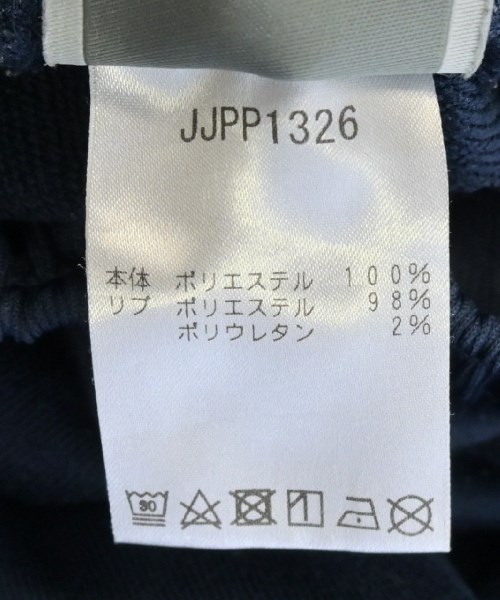 JJPP1326
本体 ポリエステル 100%
リブ ポリエステル 98%
ポリウレタン 2%
30